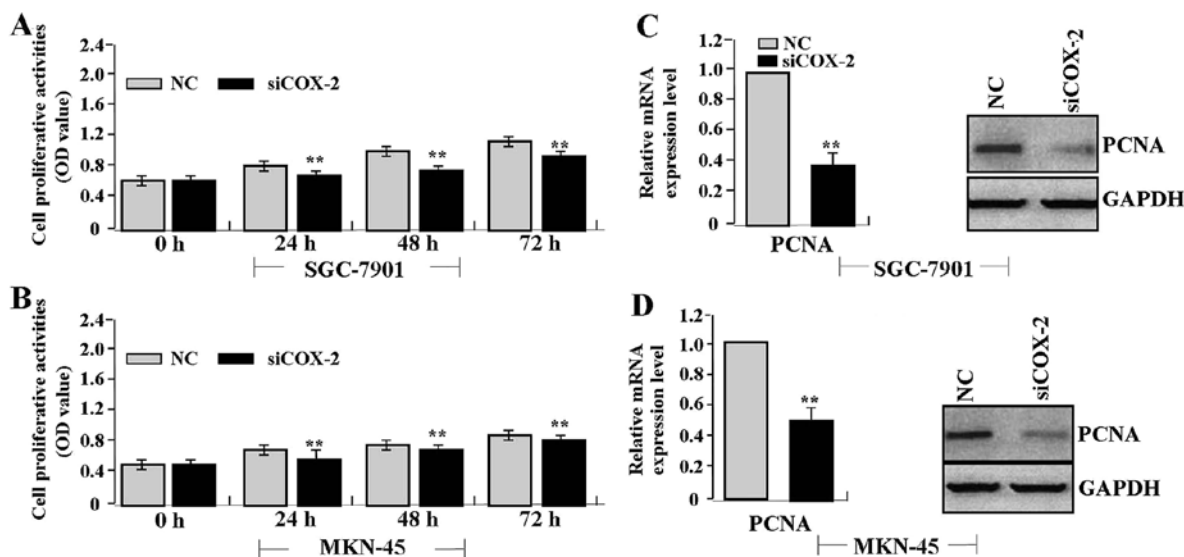 A
Cell proliferative activities
(OD value)
2.4
2.0
1.6
1.2
0.8
0.4
0
NC
siCOX-2
**
**
**
0 h
24 h
48 h
72 h
SGC-7901
B
Cell proliferative activities
(OD value)
2.4
2.0
1.6
1.2
0.8
0.4
0
NC
siCOX-2
**
**
**
0 h
24 h
48 h
72 h
MKN-45
C
Relative mRNA
expression level
1.2
1.0
0.8
0.6
0.4
0.2
0
NC
siCOX-2
**
PCNA
NC
siCOX-2
PCNA
GAPDH
SGC-7901
D
Relative mRNA
expression level
1.2
1.0
0.8
0.6
0.4
0.2
0
**
PCNA
NC
siCOX-2
PCNA
GAPDH
MKN-45